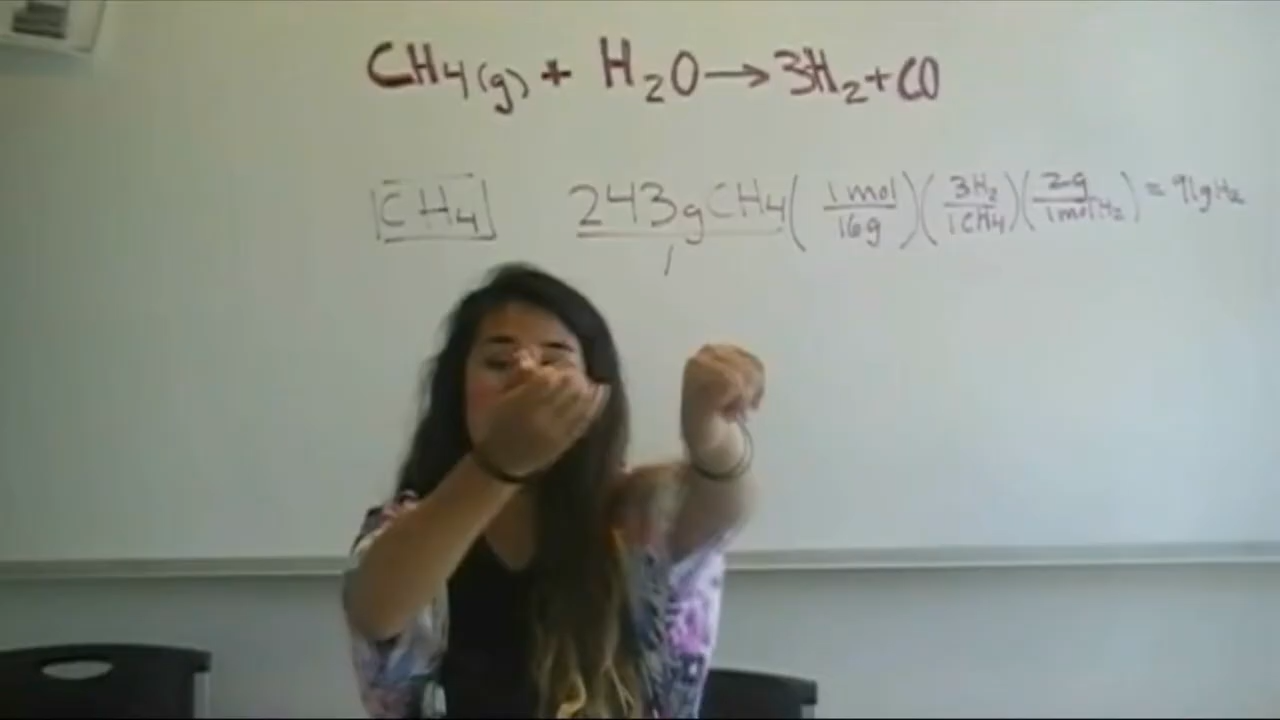 CH₄(g) + H₂O → 3H₂ + CO
CH₄ 243g CH₄ (1 mol / 16g) (3H₂ / 1CH₄) (2g / 1mol H₂) = 91g H₂